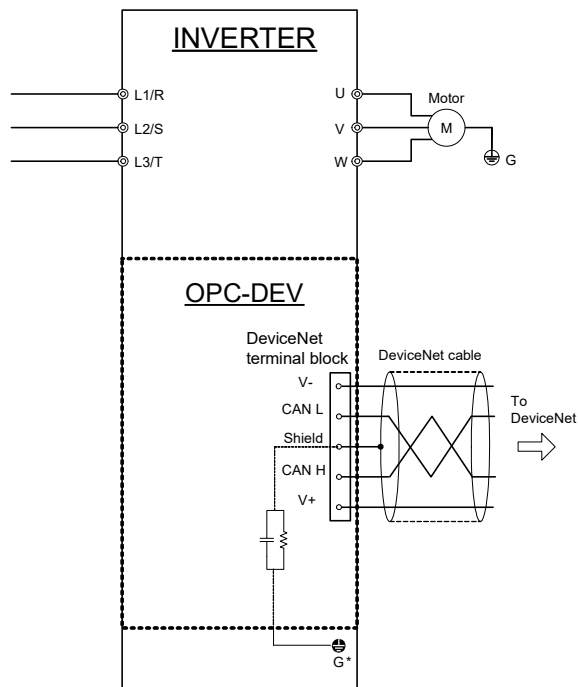 INVERTER
L1/R
U
Motor
L2/S
V
M
L3/T
W
G
OPC-DEV
DeviceNet
terminal block
DeviceNet cable
V-
CAN L
To
DeviceNet
Shield
CAN H
V+
G*